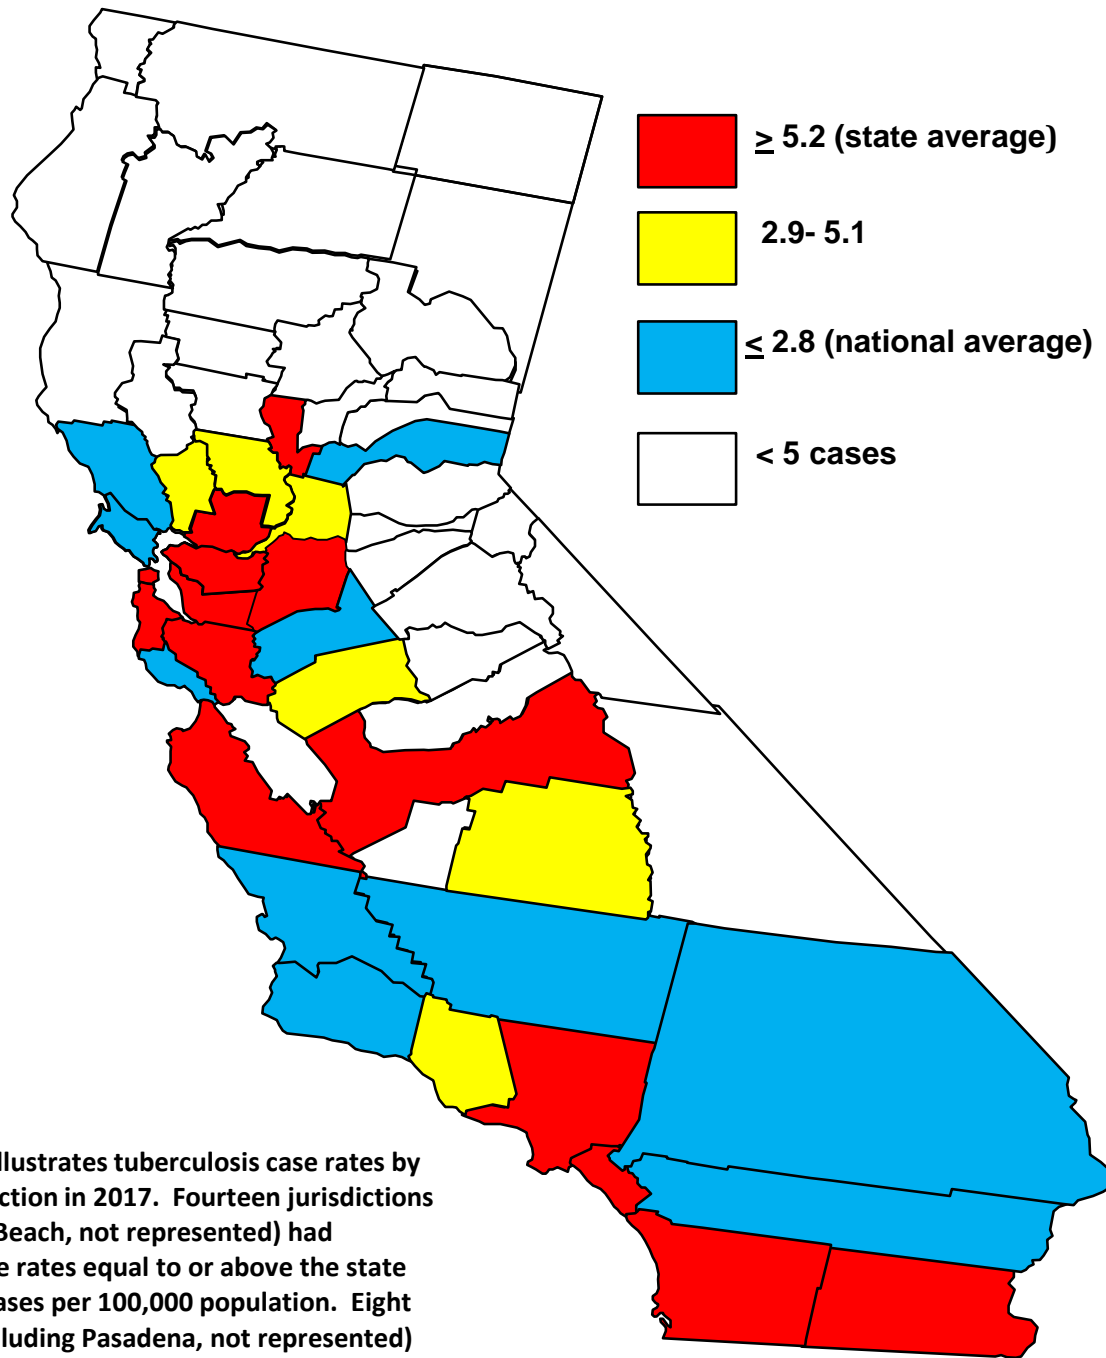 ≥ 5.2 (state average)
2.9- 5.1
≤ 2.8 (national average)
< 5 cases
llustrates tuberculosis case rates by
ction in 2017.  Fourteen jurisdictions
Beach, not represented) had
e rates equal to or above the state
ases per 100,000 population.  Eight
luding Pasadena, not represented)